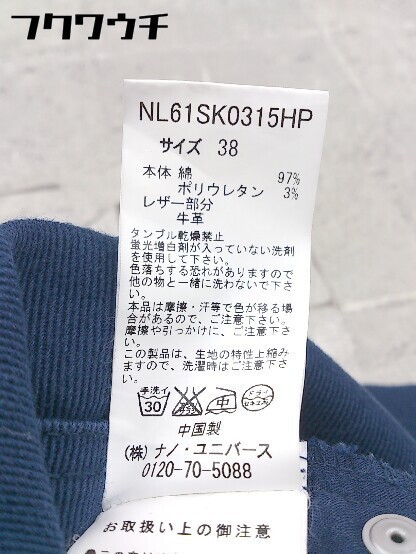 フクワウチ
NL61SK0315HP
サイズ 38
本体 綿 97%
ポリウレタン 3%
レザー部分
牛革
タンブル乾燥禁止
蛍光増白剤が入っていない洗剤
を使用して下さい。
色落ちする恐れがありますので
他の物と一緒に洗わないで下さ
い。
本品は摩擦・汗等で色が移る場
合があるので、ご注意下さい。
摩擦や引っかけに、ご注意下さ
い。
この製品は、生地の特性上縮み
ますので、洗濯時はご注意下さ
い。
手洗イ
30
中
ドライ
中国製
(株) ナノ・ユニバース
0120-70-5088
お取扱い上の御注意